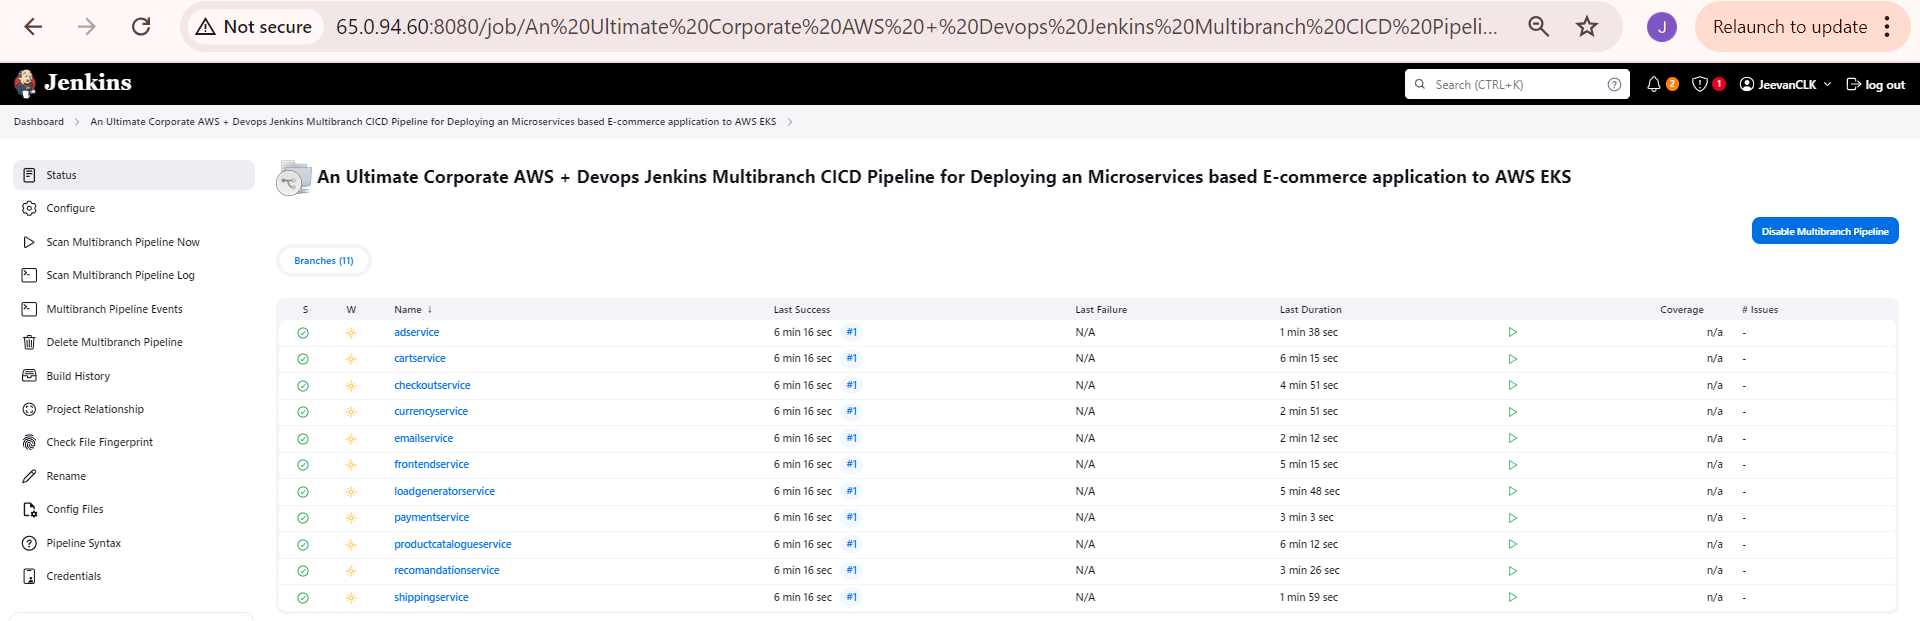 Not secure 65.0.94.60:8080/job/An%20Ultimate%20Corporate%20AWS%20+%20Devops%20Jenkins%20Multibranch%20CICD%20Pipeli... J Relaunch to update
Jenkins Search (CTRL+K) 2 1 JeevanCLK log out
Dashboard An Ultimate Corporate AWS + Devops Jenkins Multibranch CICD Pipeline for Deploying an Microservices based E-commerce application to AWS EKS
Status
Configure
Scan Multibranch Pipeline Now
Scan Multibranch Pipeline Log
Multibranch Pipeline Events
Delete Multibranch Pipeline
Build History
Project Relationship
Check File Fingerprint
Rename
Config Files
Pipeline Syntax
Credentials
An Ultimate Corporate AWS + Devops Jenkins Multibranch CICD Pipeline for Deploying an Microservices based E-commerce application to AWS EKS
Disable Multibranch Pipeline
Branches (11)
S W Name ↓ Last Success Last Failure Last Duration Coverage # Issues
adservice 6 min 16 sec #1 N/A 1 min 38 sec n/a -
cartservice 6 min 16 sec #1 N/A 6 min 15 sec n/a -
checkoutservice 6 min 16 sec #1 N/A 4 min 51 sec n/a -
currencyservice 6 min 16 sec #1 N/A 2 min 51 sec n/a -
emailservice 6 min 16 sec #1 N/A 2 min 12 sec n/a -
frontendservice 6 min 16 sec #1 N/A 5 min 15 sec n/a -
loadgeneratorservice 6 min 16 sec #1 N/A 5 min 48 sec n/a -
paymentservice 6 min 16 sec #1 N/A 3 min 3 sec n/a -
productcatalogueservice 6 min 16 sec #1 N/A 6 min 12 sec n/a -
recomandationservice 6 min 16 sec #1 N/A 3 min 26 sec n/a -
shippingservice 6 min 16 sec #1 N/A 1 min 59 sec n/a -